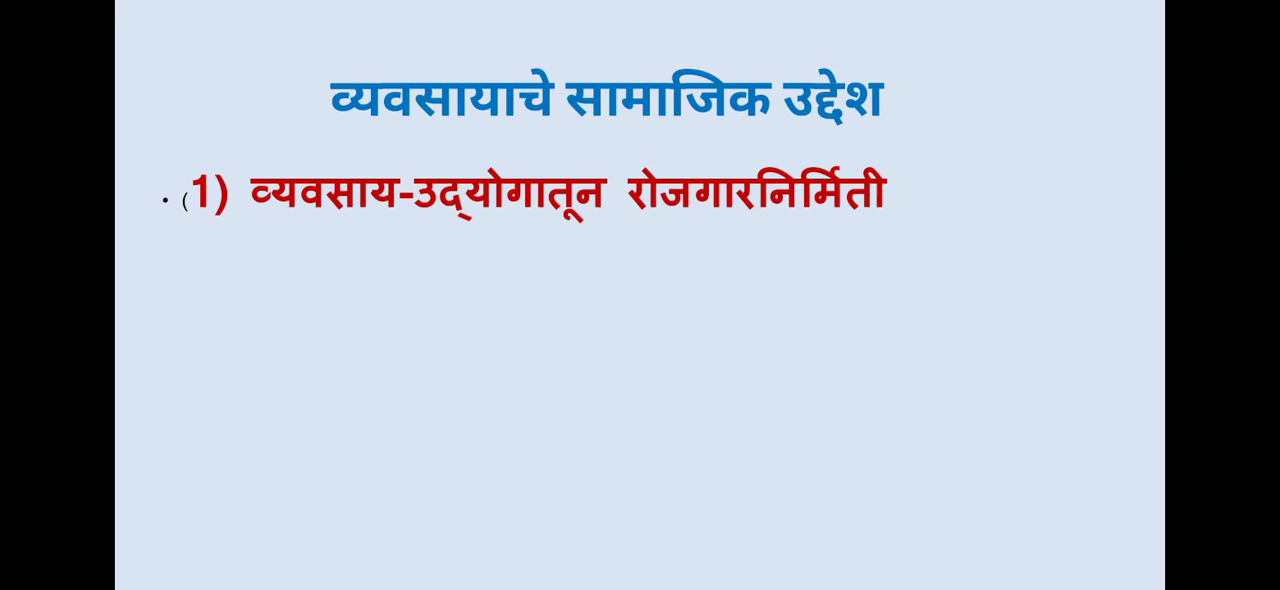 व्यवसायाचे सामाजिक उद्देश
• (1) व्यवसाय-उद्‌योगातून रोजगारनिर्मिती